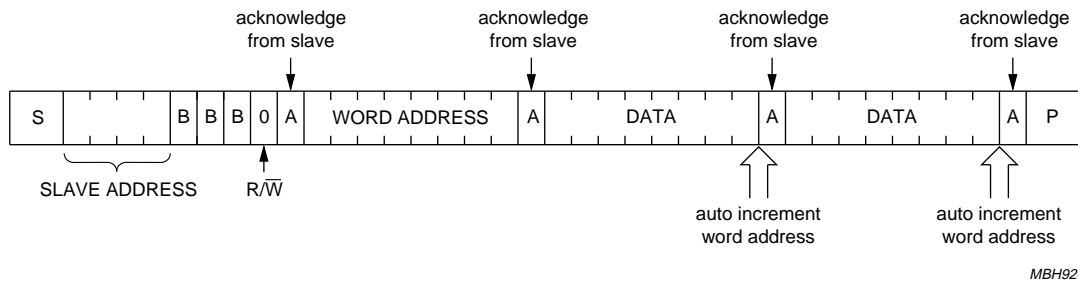 acknowledge
from slave
acknowledge
from slave
acknowledge
from slave
acknowledge
from slave
S B B B 0 A WORD ADDRESS A DATA A DATA A P
SLAVE ADDRESS
R/W̅
auto increment
word address
auto increment
word address
MBH92